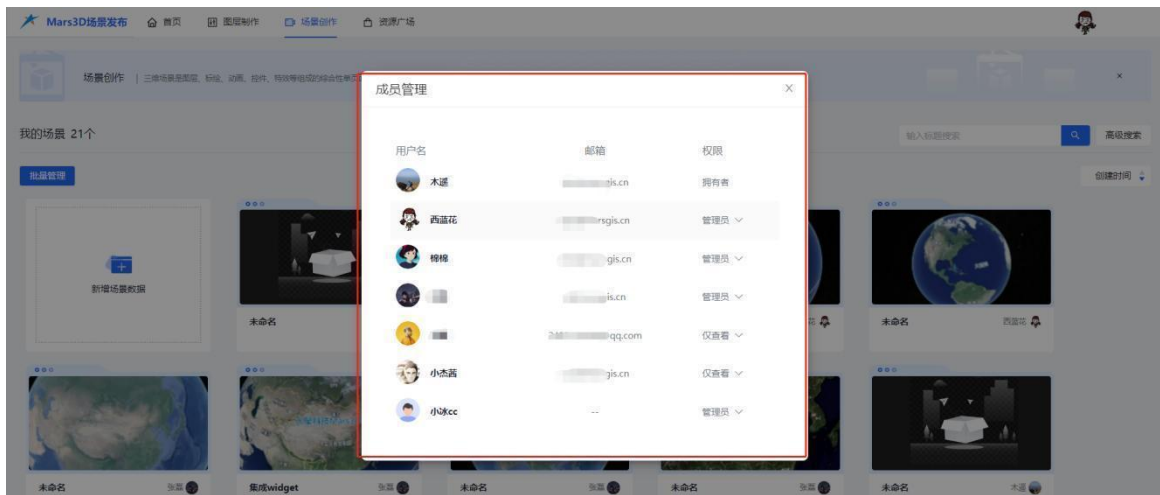 Mars3D场景发布 首页 图层制作 场景创作 资源广场
场景创作 | 三维场景是图层、标绘、动画、控件、特效等组成的综合性单页
成员管理
我的场景 21个
输入标题搜索 高级搜索
批量管理
创建时间
用户名 邮箱 权限
木遥 gis.cn 拥有者
西蓝花 rsgis.cn 管理员
棉棉 gis.cn 管理员
is.cn 管理员
qq.com 仅查看
小杰酱 gis.cn 仅查看
小冰cc -- 管理员
新增场景数据
未命名
未命名 西蓝花
未命名 张磊
集成widget 张磊
未命名 张磊
未命名 张磊
未命名 木遥